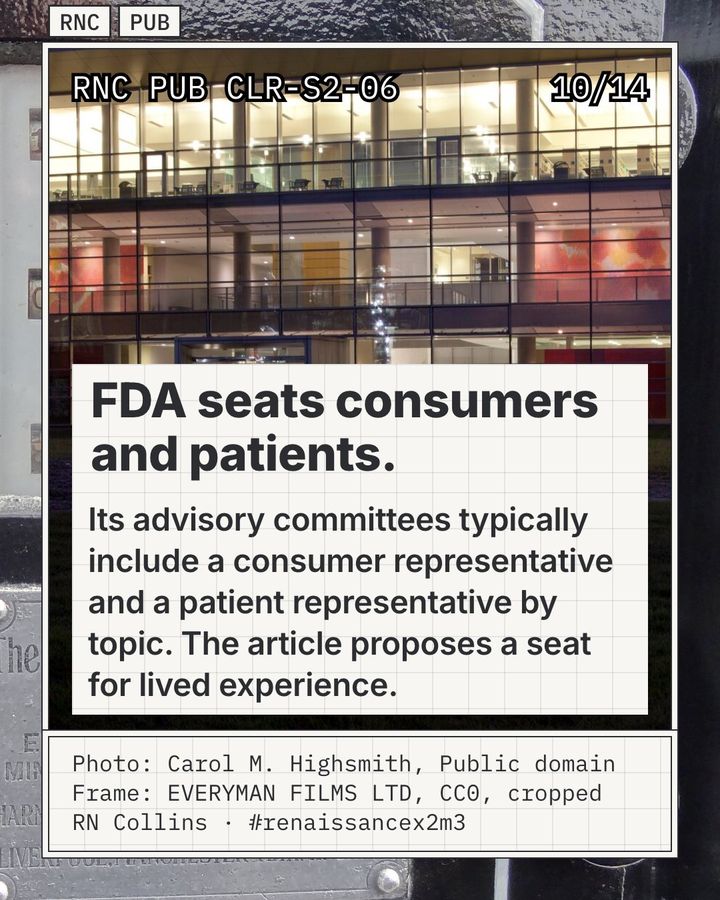 RNC PUB
RNC PUB CLR-S2-06 10/14
FDA seats consumers
and patients.
Its advisory committees typically
include a consumer representative
and a patient representative by
topic. The article proposes a seat
for lived experience.
Photo: Carol M. Highsmith, Public domain
Frame: EVERYMAN FILMS LTD, CC0, cropped
RN Collins · #renaissancex2m3